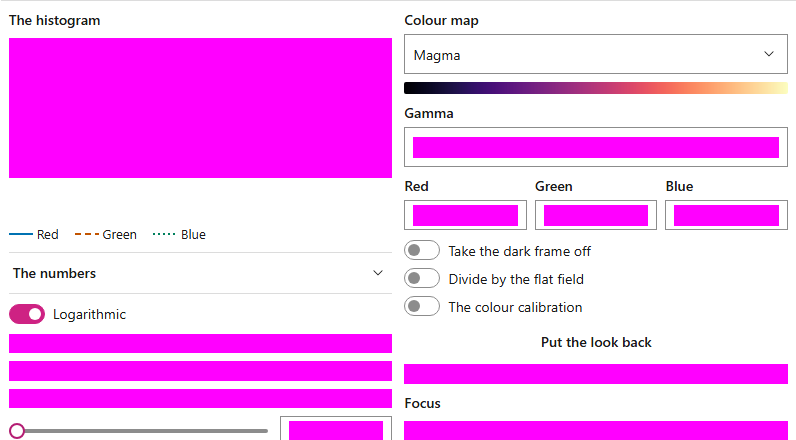 The histogram
Red
Green
Blue
The numbers
Logarithmic
Colour map
Magma
Gamma
Red
Green
Blue
Take the dark frame off
Divide by the flat field
The colour calibration
Put the look back
Focus